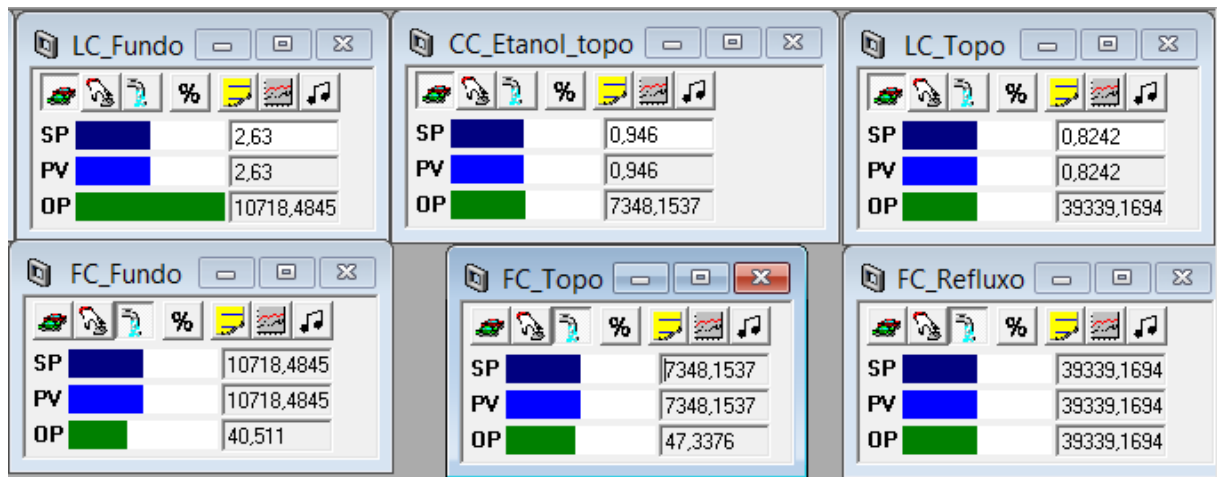 LC_Fundo
%
SP 2,63
PV 2,63
OP 10718,4845
CC_Etanol_topo
%
SP 0,946
PV 0,946
OP 7348,1537
LC_Topo
%
SP 0,8242
PV 0,8242
OP 39339,1694
FC_Fundo
%
SP 10718,4845
PV 10718,4845
OP 40,511
FC_Topo
%
SP 7348,1537
PV 7348,1537
OP 47,3376
FC_Refluxo
%
SP 39339,1694
PV 39339,1694
OP 39339,1694